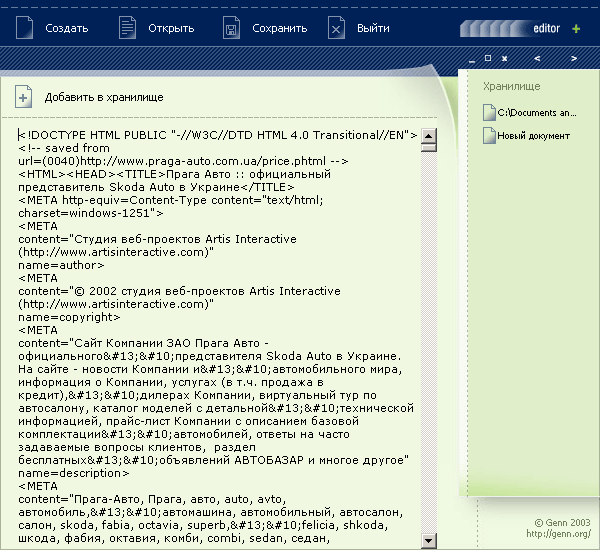 Создать Открыть Сохранить Выйти editor
Хранилище
C:\Documents an...
Новый документ
Добавить в хранилище
<!DOCTYPE HTML PUBLIC "-//W3C//DTD HTML 4.0 Transitional//EN">
<!-- saved from
url=(0040)http://www.praga-auto.com.ua/price.phtml -->
<HTML><HEAD><TITLE>Прага Авто :: официальный
представитель Skoda Auto в Украине</TITLE>
<META http-equiv=Content-Type content="text/html;
charset=windows-1251">
<META
content="Студия веб-проектов Artis Interactive
(http://www.artisinteractive.com)"
name=author>
<META
content="© 2002 студия веб-проектов Artis Interactive
(http://www.artisinteractive.com)"
name=copyright>
<META
content="Сайт Компании ЗАО Прага Авто -
официального&#13;&#10;представителя Skoda Auto в Украине.
На сайте - новости Компании и&#13;&#10;автомобильного мира,
информация о Компании, услугах (в т.ч. продажа в
кредит),&#13;&#10;дилерах Компании, виртуальный тур по
автосалону, каталог моделей с детальной&#13;&#10;технической
информацией, прайс-лист Компании с описанием базовой
комплектации&#13;&#10;автомобилей, ответы на часто
задаваемые вопросы клиентов,  раздел
бесплатных&#13;&#10;объявлений АВТОБАЗАР и многое другое"
name=description>
<META
content="Прага-Авто, Прага, авто, auto, avto,
автомобиль,&#13;&#10;автомашина, автомобильный, автосалон,
салон, skoda, fabia, octavia, superb,&#13;&#10;felicia, shkoda,
шкода, фабия, октавия, комби, combi, sedan, седан,
© Genn 2003
http://genn.org/